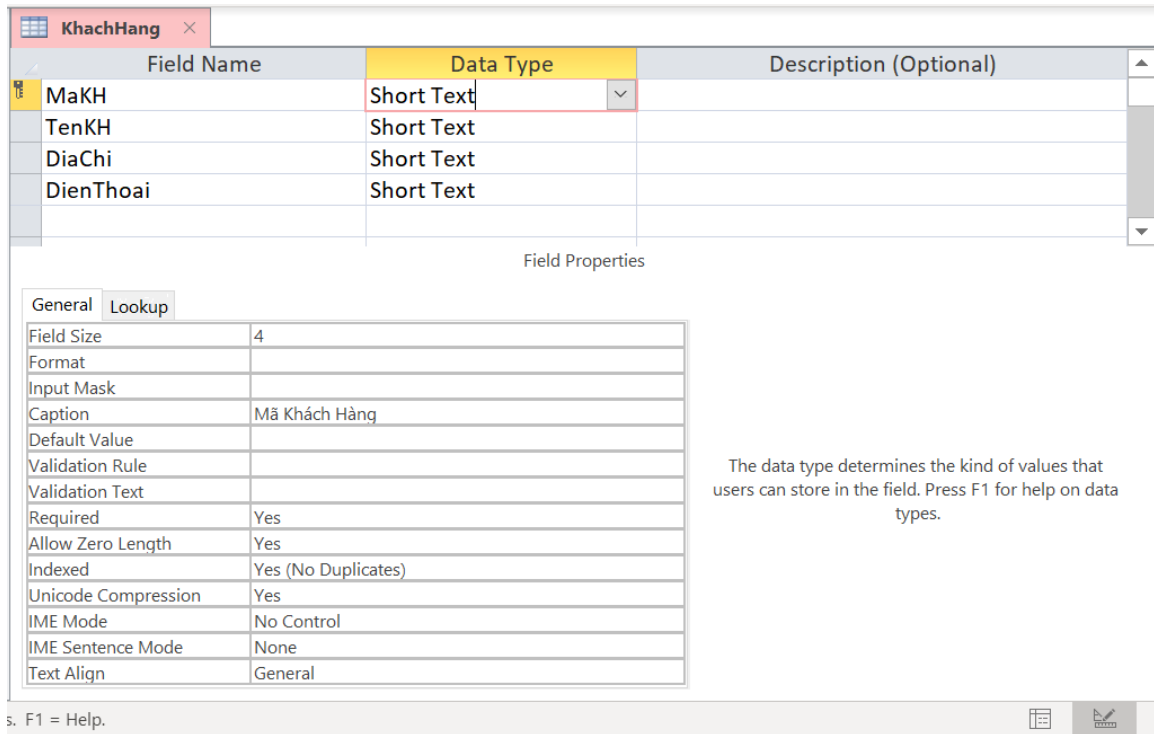 KhachHang ×
Field Name Data Type Description (Optional)
MaKH Short Text
TenKH Short Text
DiaChi Short Text
DienThoai Short Text
Field Properties
General Lookup
Field Size 4
Format
Input Mask
Caption Mã Khách Hàng
Default Value
Validation Rule
Validation Text
Required Yes
Allow Zero Length Yes
Indexed Yes (No Duplicates)
Unicode Compression Yes
IME Mode No Control
IME Sentence Mode None
Text Align General
The data type determines the kind of values that
users can store in the field. Press F1 for help on data
types.
s. F1 = Help.